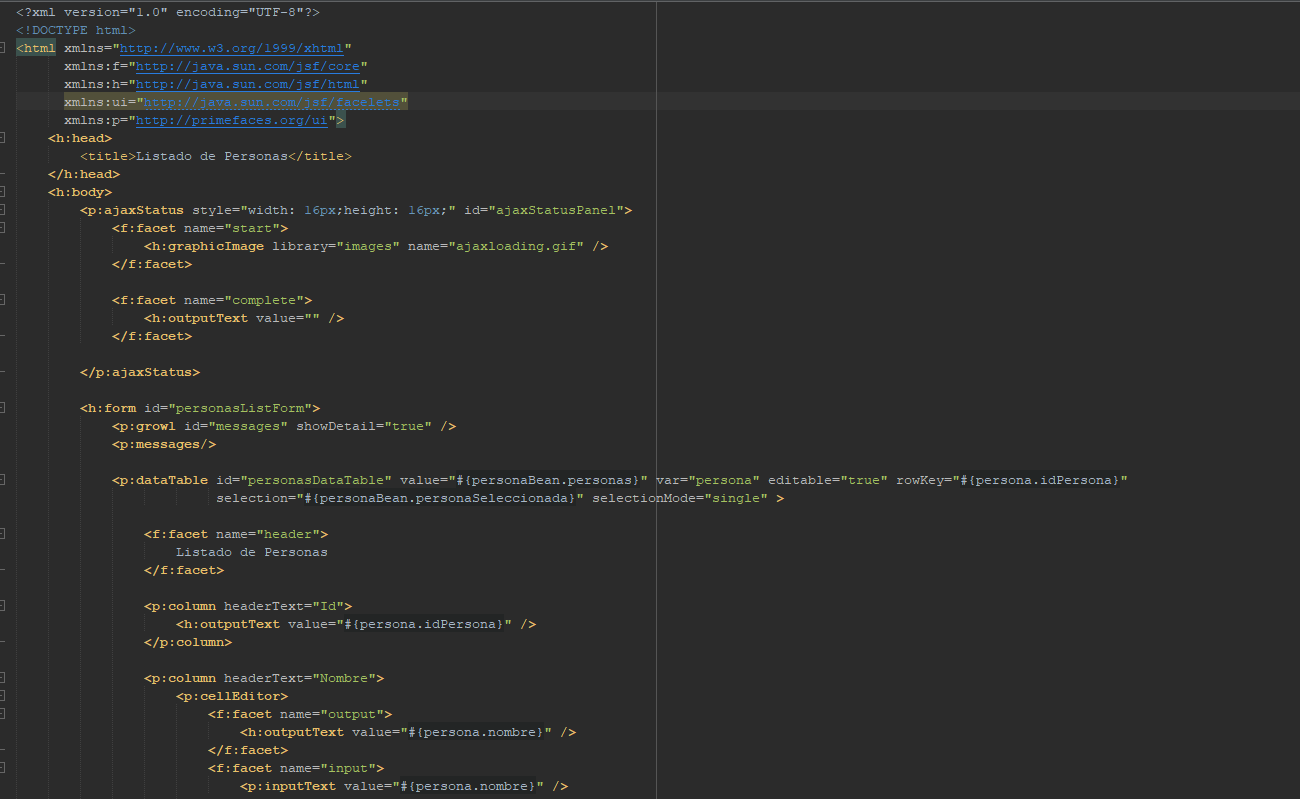 <?xml version="1.0" encoding="UTF-8"?>
<!DOCTYPE html>
<html xmlns="http://www.w3.org/1999/xhtml"
      xmlns:f="http://java.sun.com/jsf/core"
      xmlns:h="http://java.sun.com/jsf/html"
      xmlns:ui="http://java.sun.com/jsf/facelets"
      xmlns:p="http://primefaces.org/ui">
    <h:head>
        <title>Listado de Personas</title>
    </h:head>
    <h:body>
        <p:ajaxStatus style="width: 16px;height: 16px;" id="ajaxStatusPanel">
            <f:facet name="start">
                <h:graphicImage library="images" name="ajaxloading.gif" />
            </f:facet>

            <f:facet name="complete">
                <h:outputText value="" />
            </f:facet>

        </p:ajaxStatus>

        <h:form id="personasListForm">
            <p:growl id="messages" showDetail="true" />
            <p:messages/>

            <p:dataTable id="personasDataTable" value="#{personaBean.personas}" var="persona" editable="true" rowKey="#{persona.idPersona}"
                         selection="#{personaBean.personaSeleccionada}" selectionMode="single" >

                <f:facet name="header">
                    Listado de Personas
                </f:facet>

                <p:column headerText="Id">
                    <h:outputText value="#{persona.idPersona}" />
                </p:column>

                <p:column headerText="Nombre">
                    <p:cellEditor>
                        <f:facet name="output">
                            <h:outputText value="#{persona.nombre}" />
                        </f:facet>
                        <f:facet name="input">
                            <p:inputText value="#{persona.nombre}" />